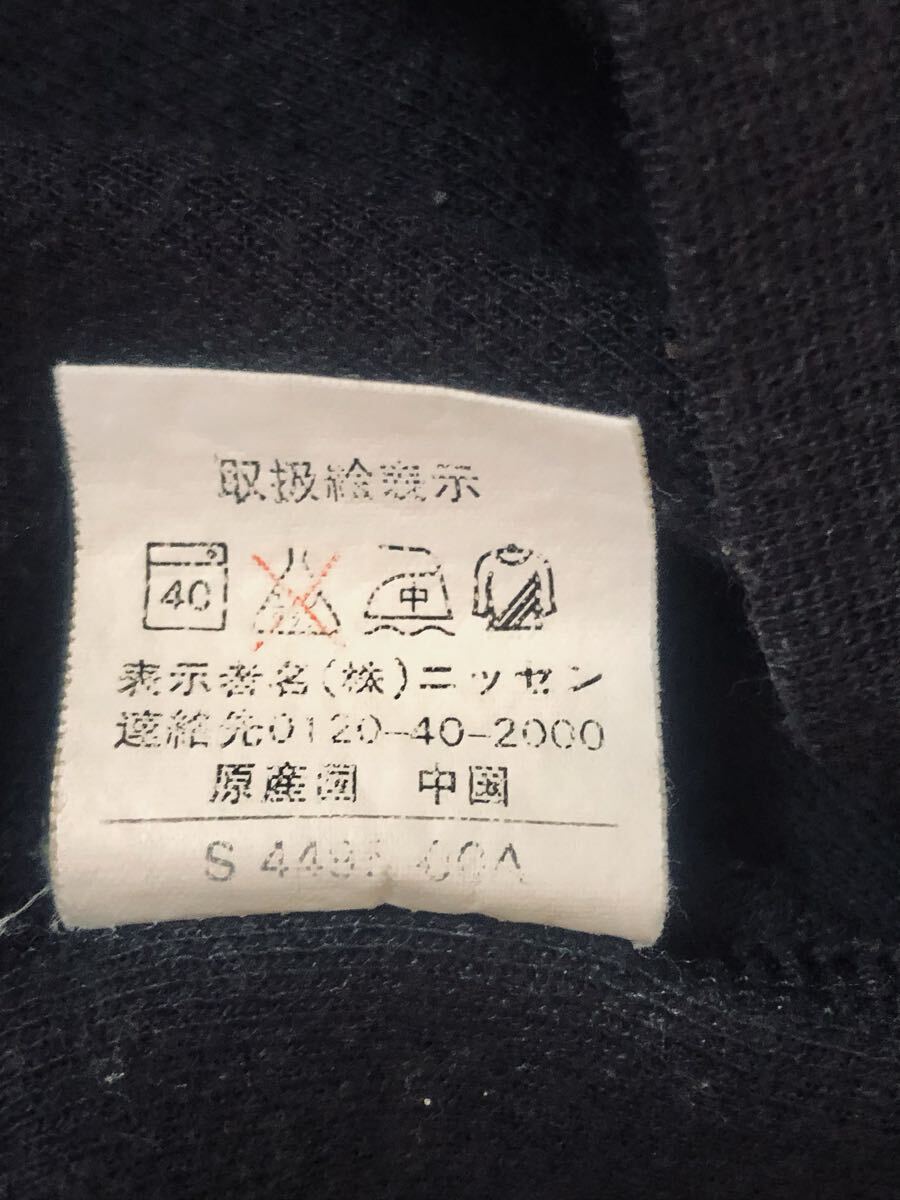 取扱絵表示
40 中
表示者名(株)ニッセン
連絡先0120-40-2000
原産国 中国
S